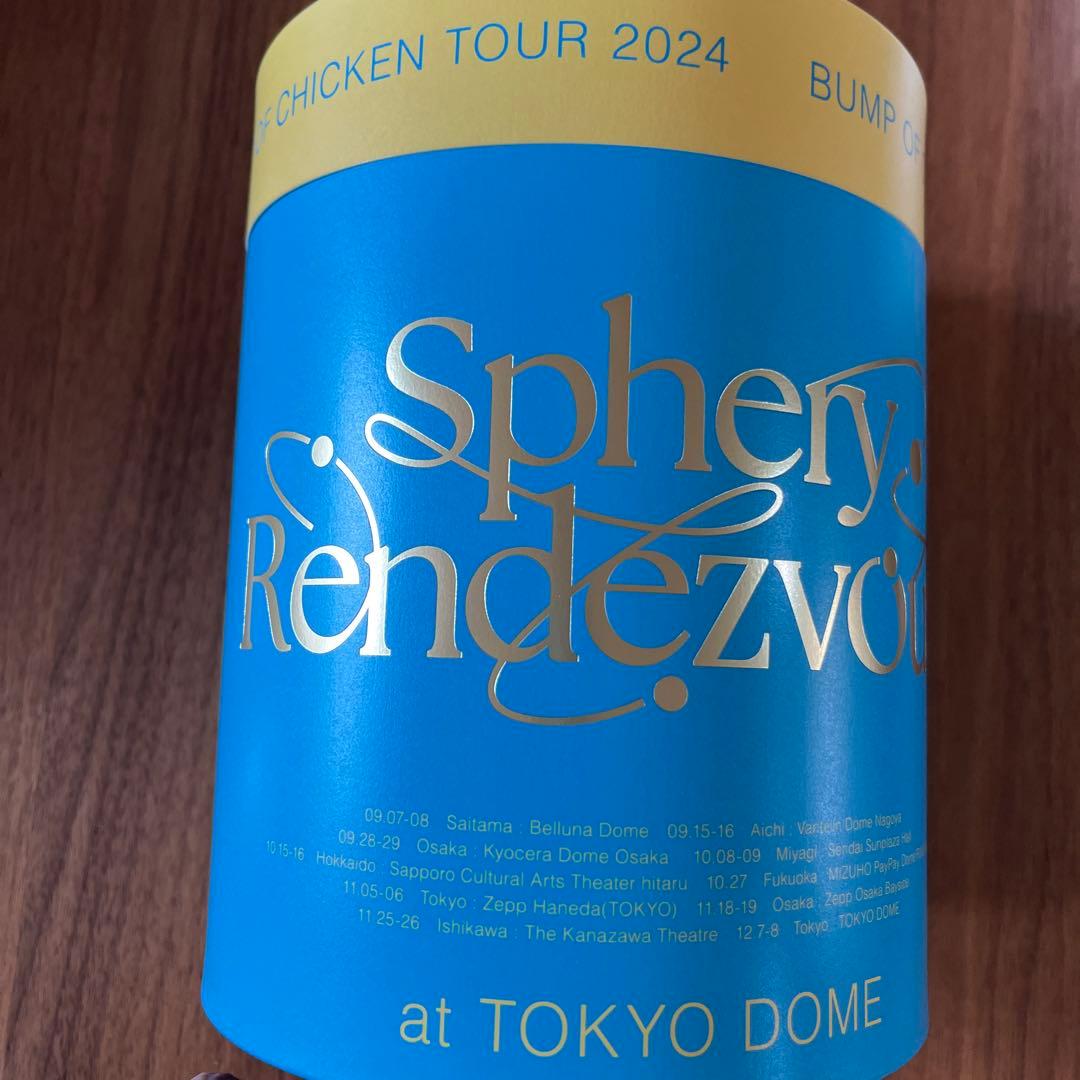 OF CHICKEN TOUR 2024 BUMP OF
Sphery
Rendezvou
09.07-08 Saitama : Belluna Dome 09.15-16 Aichi : Vantelin Dome Nagoya
09.28-29 Osaka : Kyocera Dome Osaka 10.08-09 Miyagi : Sendai Sunplaza Hall
10.15-16 Hokkaido : Sapporo Cultural Arts Theater hitaru 10.27 Fukuoka : MIZUHO PayPay Dome
11.05-06 Tokyo : Zepp Haneda(TOKYO) 11.18-19 Osaka : Zepp Osaka Bayside
11.25-26 Ishikawa : The Kanazawa Theatre 12.7-8 Tokyo : TOKYO DOME
at TOKYO DOME